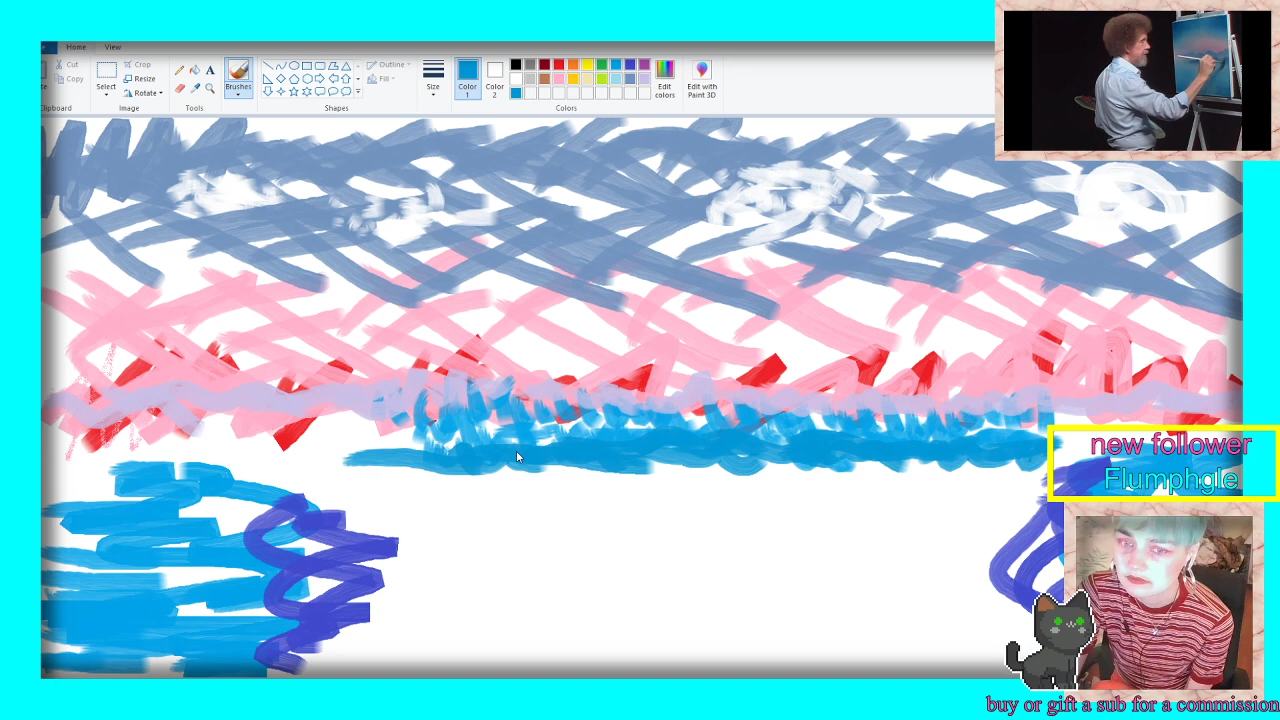 Home View
Cut
Copy
Select
Crop
Resize
Rotate
Brushes
Outline
Fill
Size
Color
1
Color
2
Edit
colors
Edit with
Paint 3D
Image
Tools
Shapes
Colors
new follower
Flumphgle
buy or gift a sub for a commission